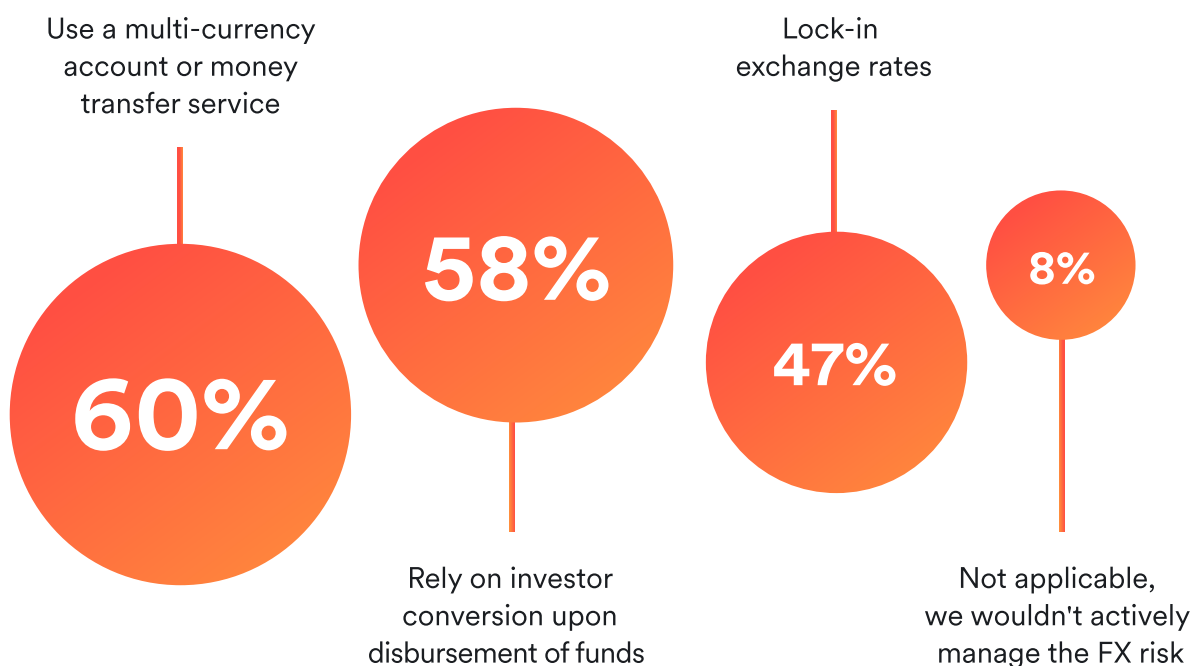 Use a multi-currency
account or money
transfer service
60%
58%
Rely on investor
conversion upon
disbursement of funds
Lock-in
exchange rates
47%
8%
Not applicable,
we wouldn't actively
manage the FX risk